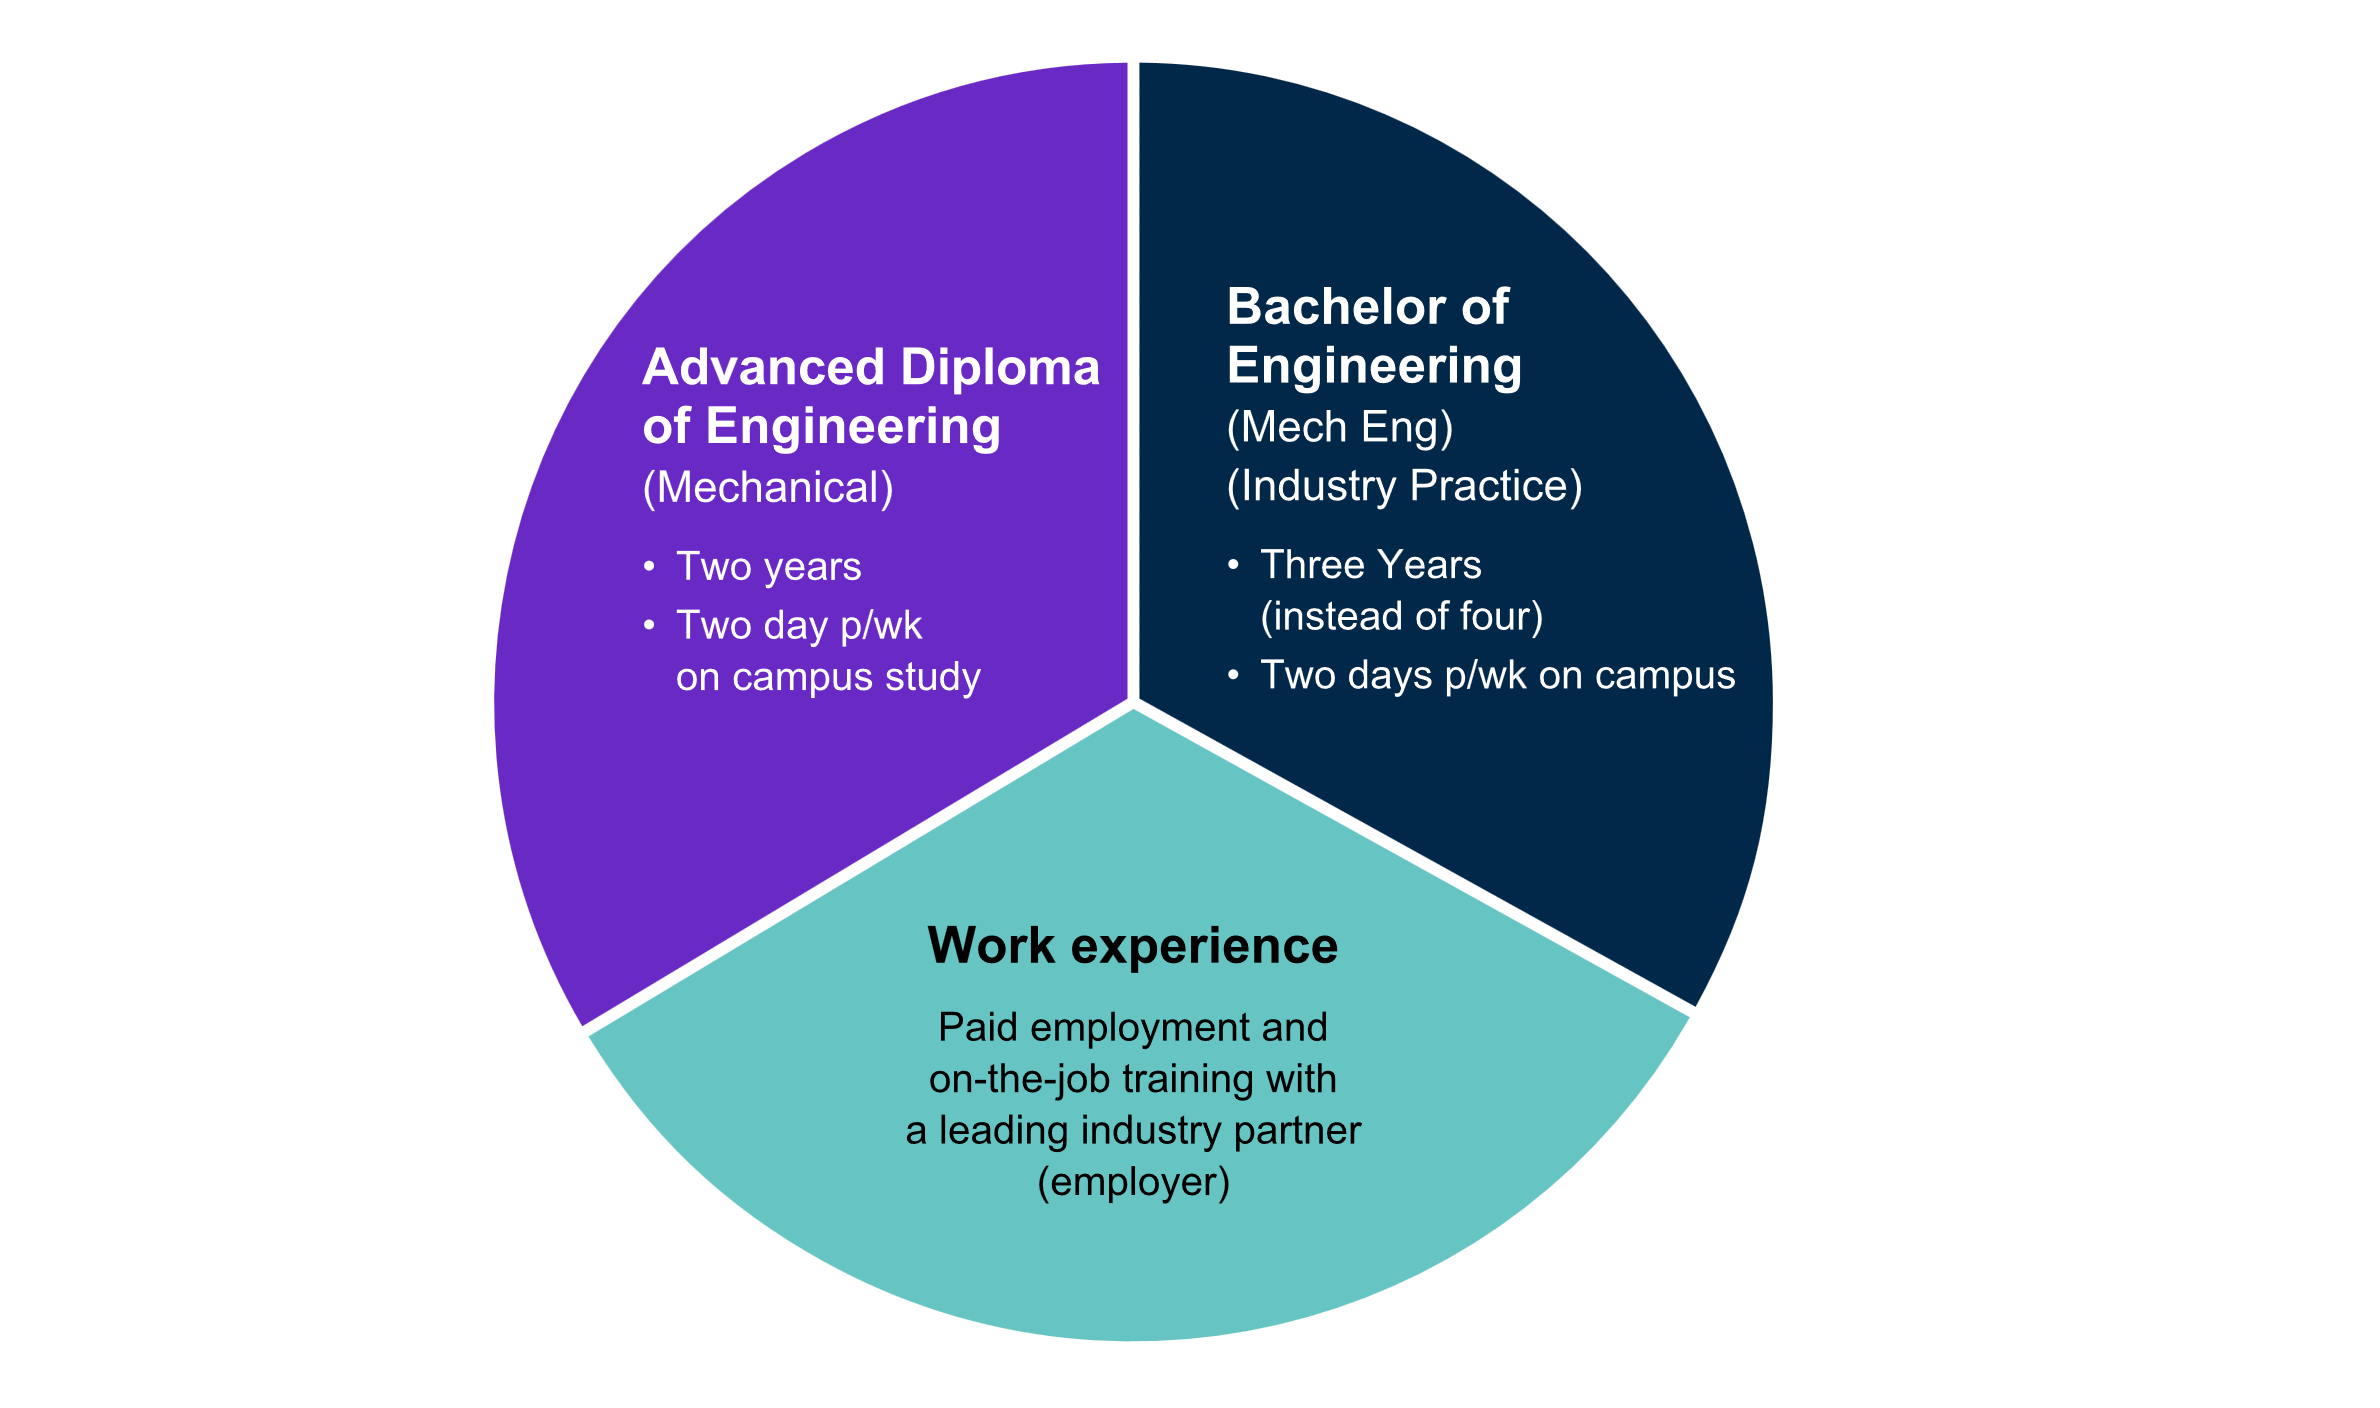 Advanced Diploma
of Engineering
(Mechanical)
• Two years
• Two day p/wk
on campus study
Bachelor of
Engineering
(Mech Eng)
(Industry Practice)
• Three Years
(instead of four)
• Two days p/wk on campus
Work experience
Paid employment and
on-the-job training with
a leading industry partner
(employer)